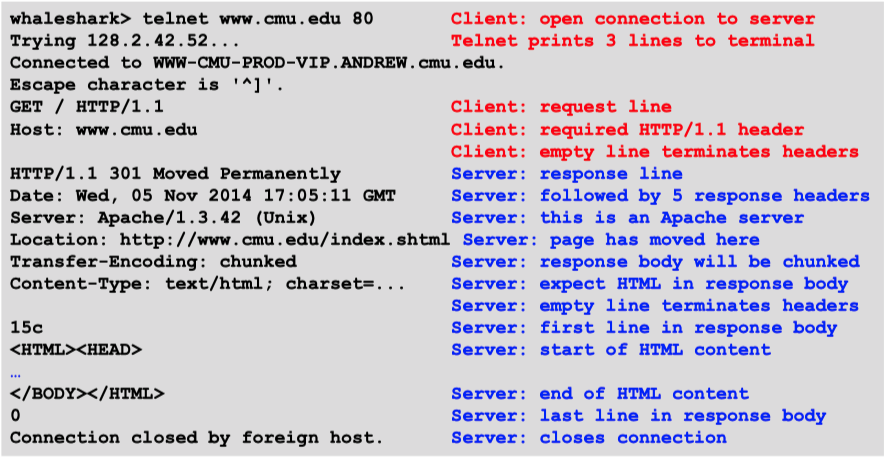 whaleshark> telnet www.cmu.edu 80 Client: open connection to server
Trying 128.2.42.52... Telnet prints 3 lines to terminal
Connected to WWW-CMU-PROD-VIP.ANDREW.cmu.edu.
Escape character is '^]'.
GET / HTTP/1.1 Client: request line
Host: www.cmu.edu Client: required HTTP/1.1 header
Client: empty line terminates headers
HTTP/1.1 301 Moved Permanently Server: response line
Date: Wed, 05 Nov 2014 17:05:11 GMT Server: followed by 5 response headers
Server: Apache/1.3.42 (Unix) Server: this is an Apache server
Location: http://www.cmu.edu/index.shtml Server: page has moved here
Transfer-Encoding: chunked Server: response body will be chunked
Content-Type: text/html; charset=... Server: expect HTML in response body
Server: empty line terminates headers
15c Server: first line in response body
<HTML><HEAD> Server: start of HTML content
…
</BODY></HTML> Server: end of HTML content
0 Server: last line in response body
Connection closed by foreign host. Server: closes connection